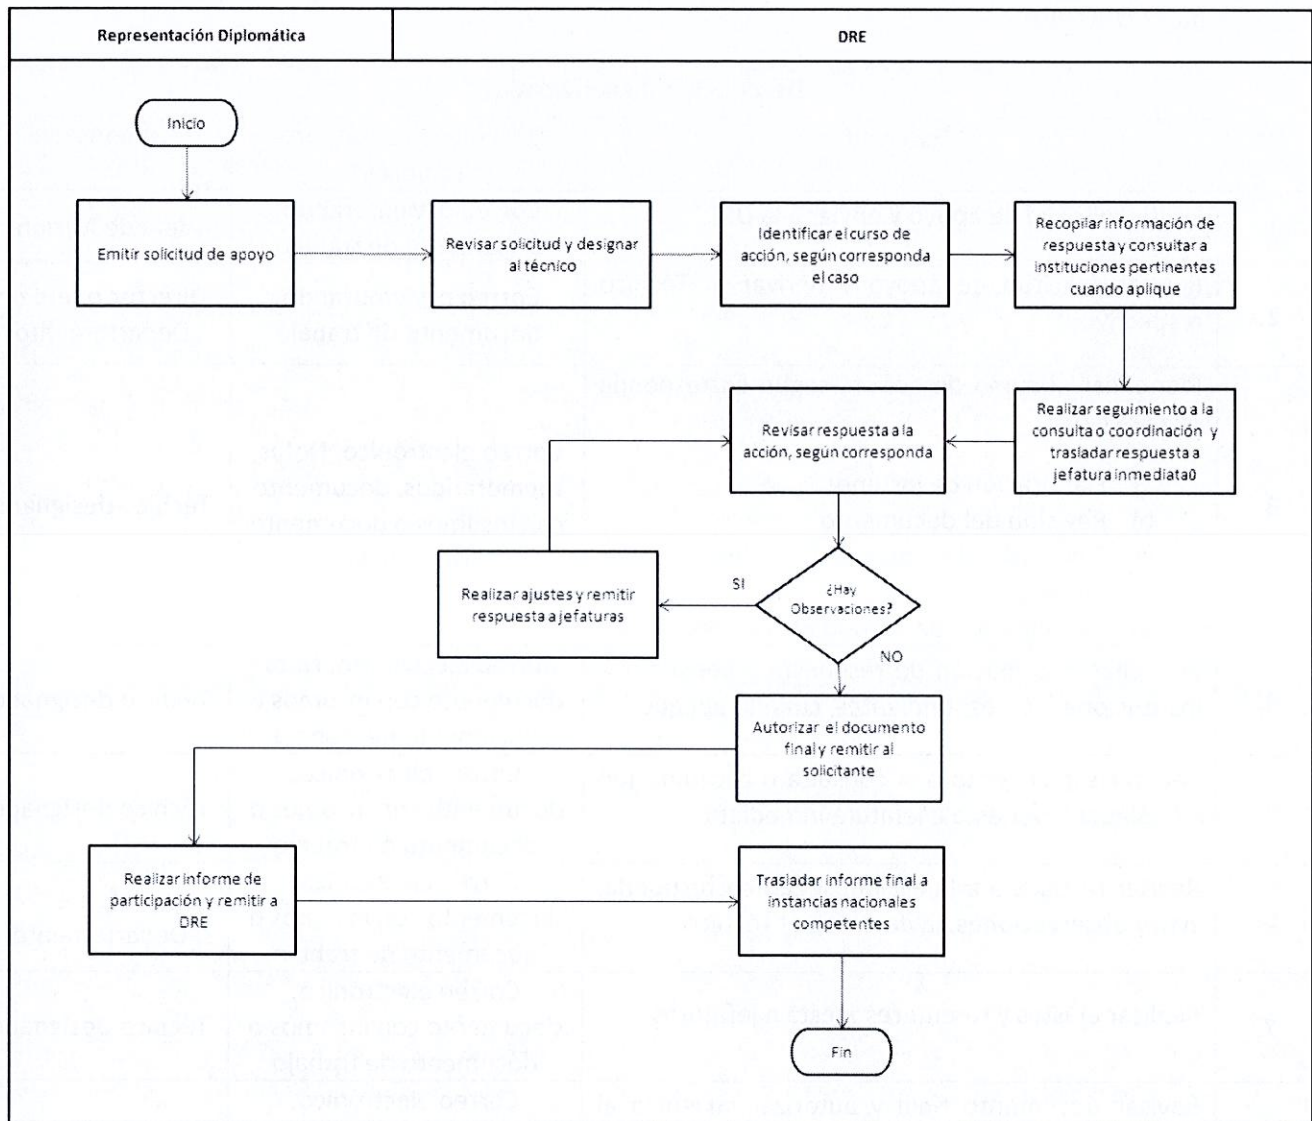 Representación Diplomática
DRE
Inicio
Emitir solicitud de apoyo
Revisar solicitud y designar
al técnico
Identificar el curso de
acción, según corresponda
el caso
Recopilar información de
respuesta y consultar a
instituciones pertinentes
cuando aplique
Realizar seguimiento a la
consulta o coordinación y
trasladar respuesta a
jefatura inmediata0
Revisar respuesta a la
acción, según corresponda
¿Hay
Observaciones?
SI
Realizar ajustes y remitir
respuesta a jefaturas
NO
Autorizar el documento
final y remitir al
solicitante
Realizar informe de
participación y remitir a
DRE
Trasladar informe final a
instancias nacionales
competentes
Fin